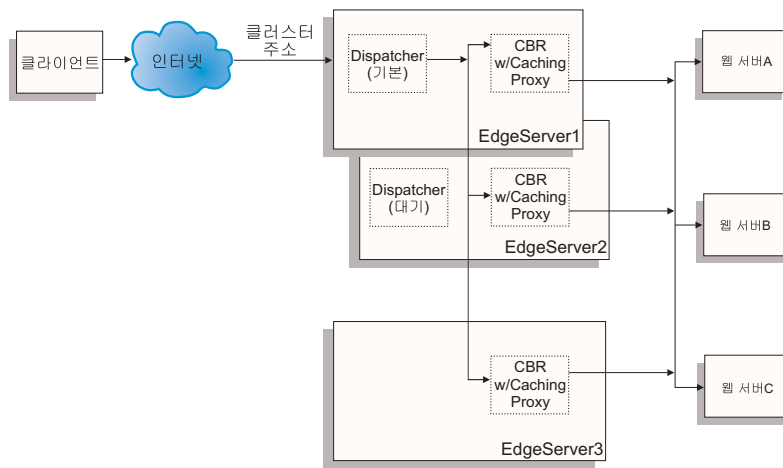 클라이언트
인터넷
클러스터
주소
Dispatcher
(기본)
CBR
w/Caching
Proxy
EdgeServer1
Dispatcher
(대기)
CBR
w/Caching
Proxy
EdgeServer2
CBR
w/Caching
Proxy
EdgeServer3
웹 서버A
웹 서버B
웹 서버C